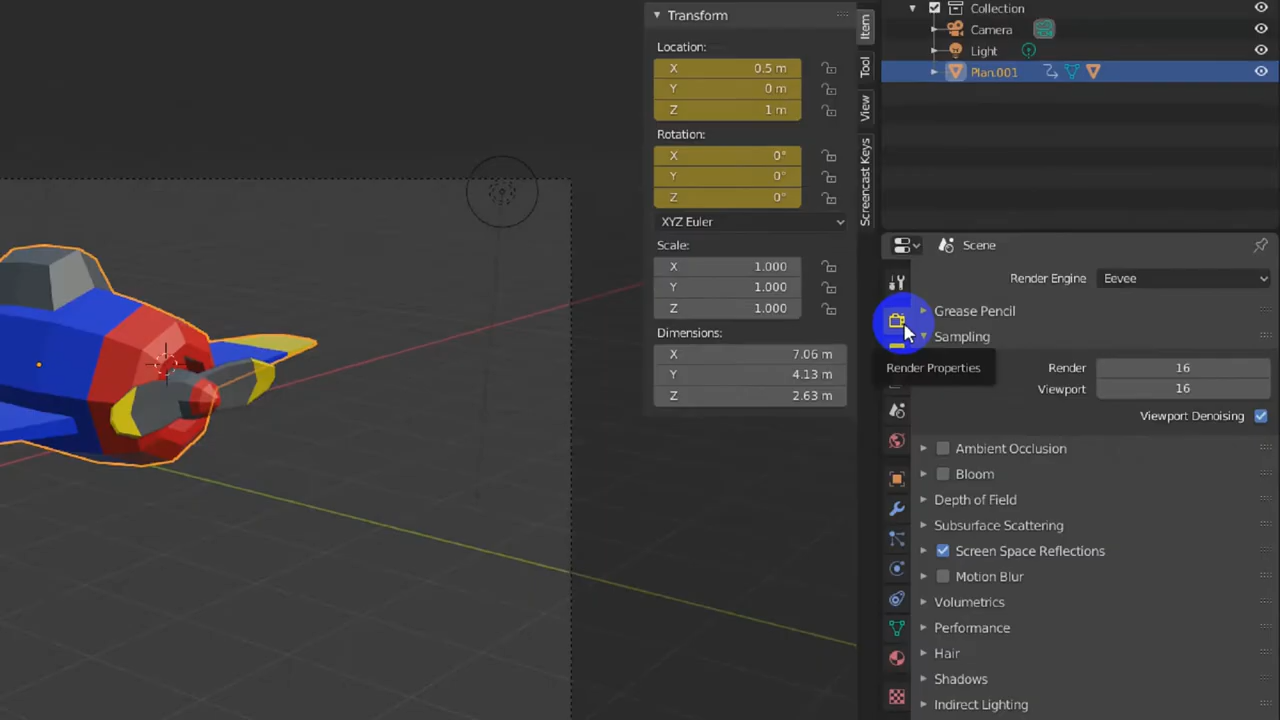 Transform
Location:
X 0.5 m
Y 0 m
Z 1 m
Rotation:
X 0°
Y 0°
Z 0°
XYZ Euler
Scale:
X 1.000
Y 1.000
Z 1.000
Dimensions:
X 7.06 m
Y 4.13 m
Z 2.63 m
Item
Tool
View
Screencast Keys
Collection
Camera
Light
Plan.001
Scene
Render Engine Eevee
Grease Pencil
Sampling
Render Properties
Render 16
Viewport 16
Viewport Denoising
Ambient Occlusion
Bloom
Depth of Field
Subsurface Scattering
Screen Space Reflections
Motion Blur
Volumetrics
Performance
Hair
Shadows
Indirect Lighting